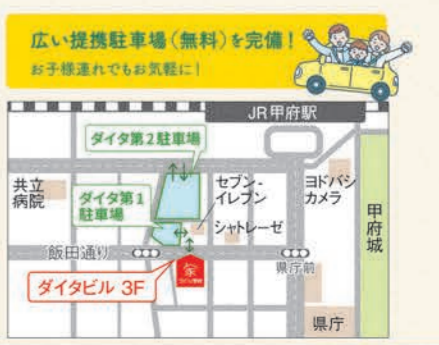 広い提携駐車場(無料)を完備!
お子様連れでもお気軽に!
JR甲府駅
ダイタ第2駐車場
共立
病院
ダイタ第1
駐車場
セブン-
イレブン
シャトレーゼ
ヨドバシ
カメラ
甲府城
飯田通り
県庁前
ダイタビル 3F
家
県庁